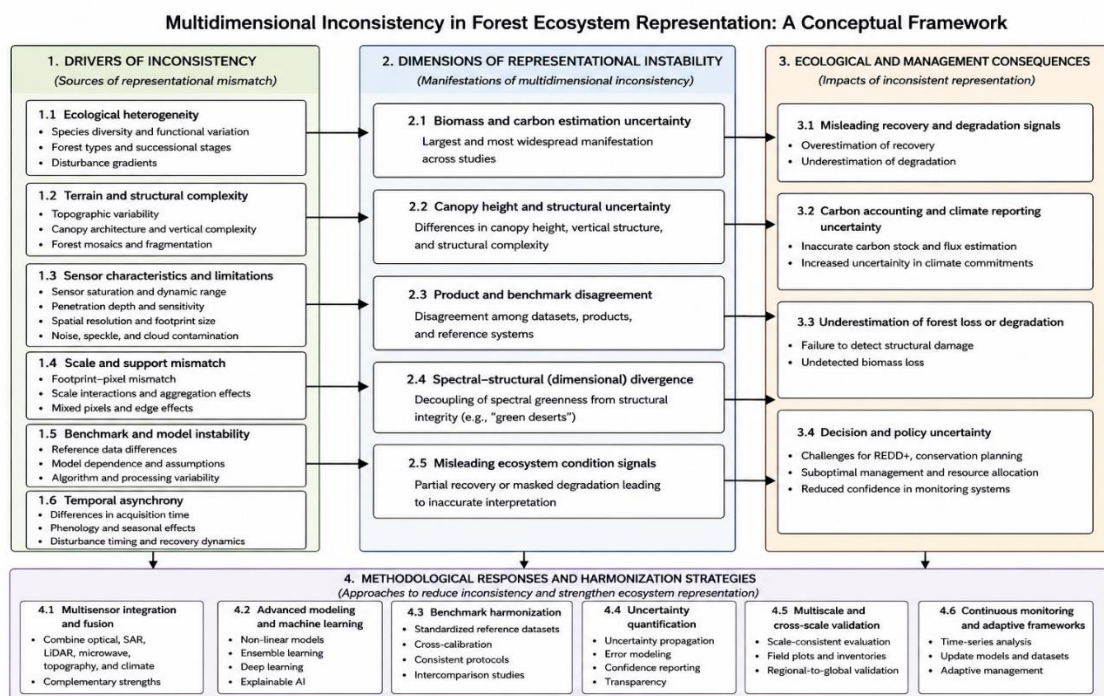 Multidimensional Inconsistency in Forest Ecosystem Representation: A Conceptual Framework
1. DRIVERS OF INCONSISTENCY
(Sources of representational mismatch)
1.1 Ecological heterogeneity
• Species diversity and functional variation
• Forest types and successional stages
• Disturbance gradients
1.2 Terrain and structural complexity
• Topographic variability
• Canopy architecture and vertical complexity
• Forest mosaics and fragmentation
1.3 Sensor characteristics and limitations
• Sensor saturation and dynamic range
• Penetration depth and sensitivity
• Spatial resolution and footprint size
• Noise, speckle, and cloud contamination
1.4 Scale and support mismatch
• Footprint–pixel mismatch
• Scale interactions and aggregation effects
• Mixed pixels and edge effects
1.5 Benchmark and model instability
• Reference data differences
• Model dependence and assumptions
• Algorithm and processing variability
1.6 Temporal asynchrony
• Differences in acquisition time
• Phenology and seasonal effects
• Disturbance timing and recovery dynamics
2. DIMENSIONS OF REPRESENTATIONAL INSTABILITY
(Manifestations of multidimensional inconsistency)
2.1 Biomass and carbon estimation uncertainty
Largest and most widespread manifestation
across studies
2.2 Canopy height and structural uncertainty
Differences in canopy height, vertical structure,
and structural complexity
2.3 Product and benchmark disagreement
Disagreement among datasets, products,
and reference systems
2.4 Spectral–structural (dimensional) divergence
Decoupling of spectral greenness from structural
integrity (e.g., "green deserts")
2.5 Misleading ecosystem condition signals
Partial recovery or masked degradation leading
to inaccurate interpretation
3. ECOLOGICAL AND MANAGEMENT CONSEQUENCES
(Impacts of inconsistent representation)
3.1 Misleading recovery and degradation signals
• Overestimation of recovery
• Underestimation of degradation
3.2 Carbon accounting and climate reporting
uncertainty
• Inaccurate carbon stock and flux estimation
• Increased uncertainty in climate commitments
3.3 Underestimation of forest loss or degradation
• Failure to detect structural damage
• Undetected biomass loss
3.4 Decision and policy uncertainty
• Challenges for REDD+, conservation planning
• Suboptimal management and resource allocation
• Reduced confidence in monitoring systems
4. METHODOLOGICAL RESPONSES AND HARMONIZATION STRATEGIES
(Approaches to reduce inconsistency and strengthen ecosystem representation)
4.1 Multisensor integration
and fusion
• Combine optical, SAR,
LiDAR, microwave,
topography, and climate
• Complementary strengths
4.2 Advanced modeling
and machine learning
• Non-linear models
• Ensemble learning
• Deep learning
• Explainable AI
4.3 Benchmark harmonization
• Standardized reference datasets
• Cross-calibration
• Consistent protocols
• Intercomparison studies
4.4 Uncertainty
quantification
• Uncertainty propagation
• Error modeling
• Confidence reporting
• Transparency
4.5 Multiscale and
cross-scale validation
• Scale-consistent evaluation
• Field plots and inventories
• Regional-to-global validation
4.6 Continuous monitoring
and adaptive frameworks
• Time-series analysis
• Update models and datasets
• Adaptive management